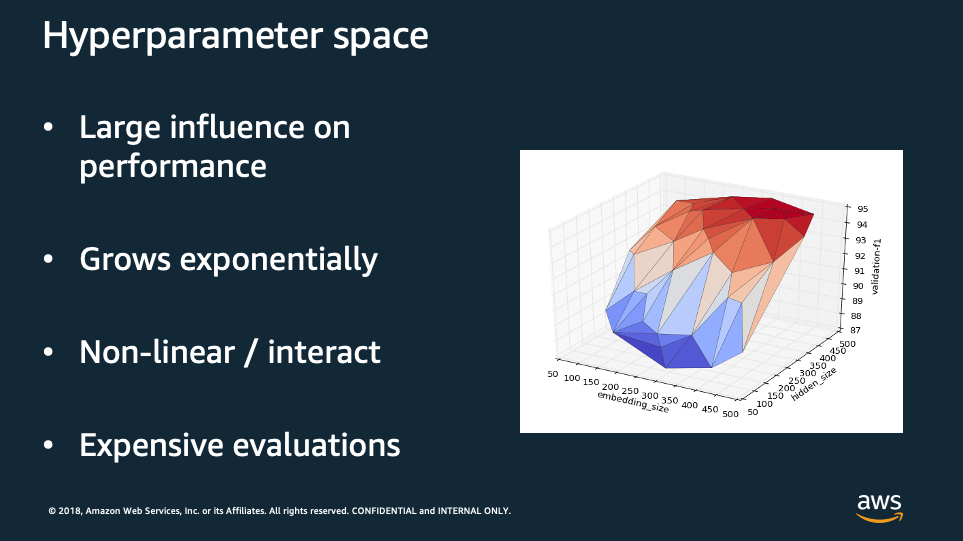 Hyperparameter space
• Large influence on
performance
• Grows exponentially
• Non-linear / interact
• Expensive evaluations
95
94
93
92
91
90
89
88
87
validation-f1
50 100 150 200 250 300 350 400 450 500
embedding_size
50 100 150 200 250 300 350 400 450 500
hidden_size
© 2018, Amazon Web Services, Inc. or its Affiliates. All rights reserved. CONFIDENTIAL and INTERNAL ONLY.
aws